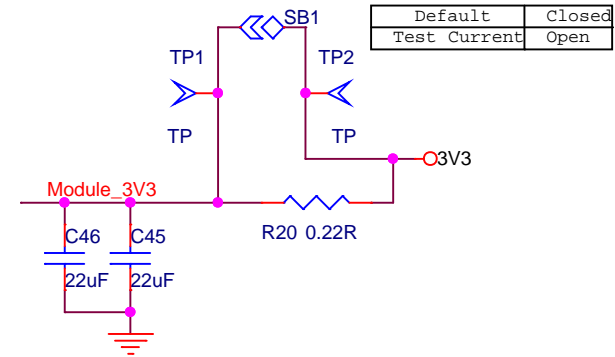 SB1
Default Closed
Test Current Open
TP1 TP2
TP TP
3V3
Module_3V3
C46 C45
R20 0.22R
22uF 22uF